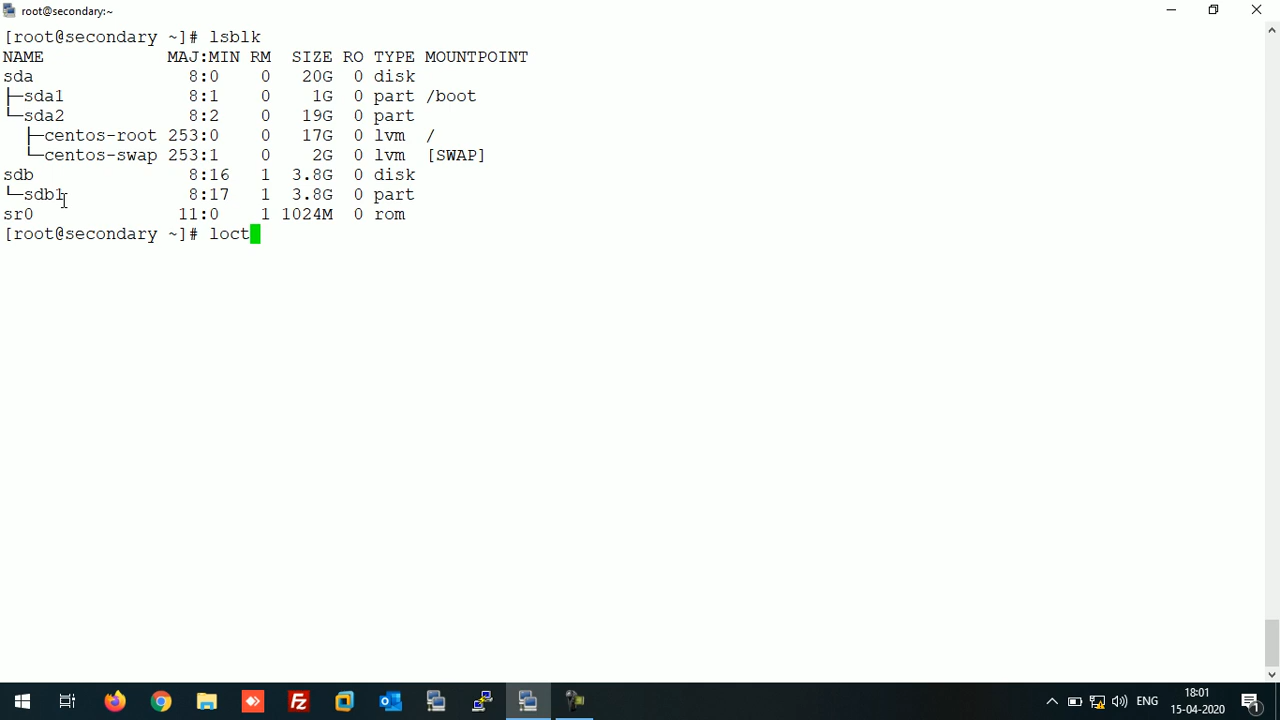 root@secondary:~
[root@secondary ~]# lsblk
NAME            MAJ:MIN RM  SIZE RO TYPE MOUNTPOINT
sda               8:0    0   20G  0 disk
├─sda1            8:1    0    1G  0 part /boot
└─sda2            8:2    0   19G  0 part
  ├─centos-root 253:0    0   17G  0 lvm  /
  └─centos-swap 253:1    0    2G  0 lvm  [SWAP]
sdb               8:16   1  3.8G  0 disk
└─sdb1            8:17   1  3.8G  0 part
sr0              11:0    1 1024M  0 rom
[root@secondary ~]# loct
ENG
18:01
15-04-2020
1